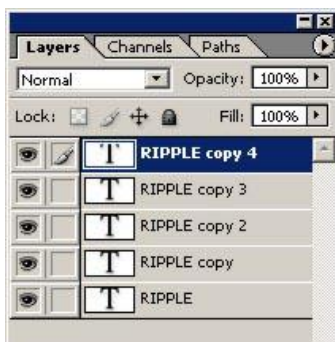 Layers Channels Paths
Normal Opacity: 100%
Lock: Fill: 100%
T RIPPLE copy 4
T RIPPLE copy 3
T RIPPLE copy 2
T RIPPLE copy
T RIPPLE